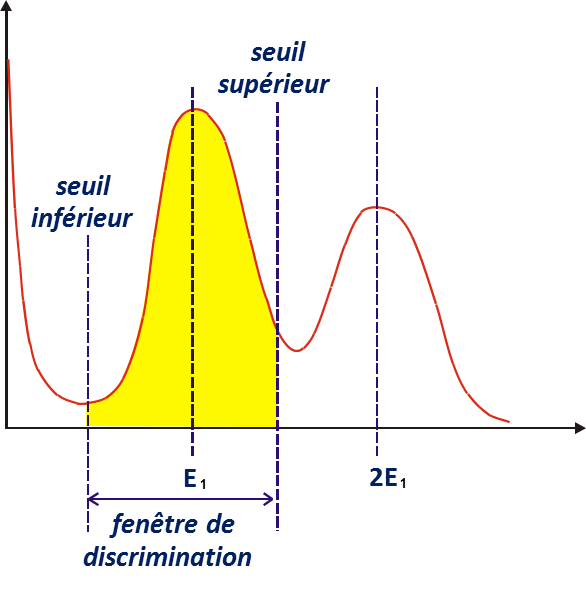 seuil
supérieur
seuil
inférieur
E₁
2E₁
fenêtre de
discrimination